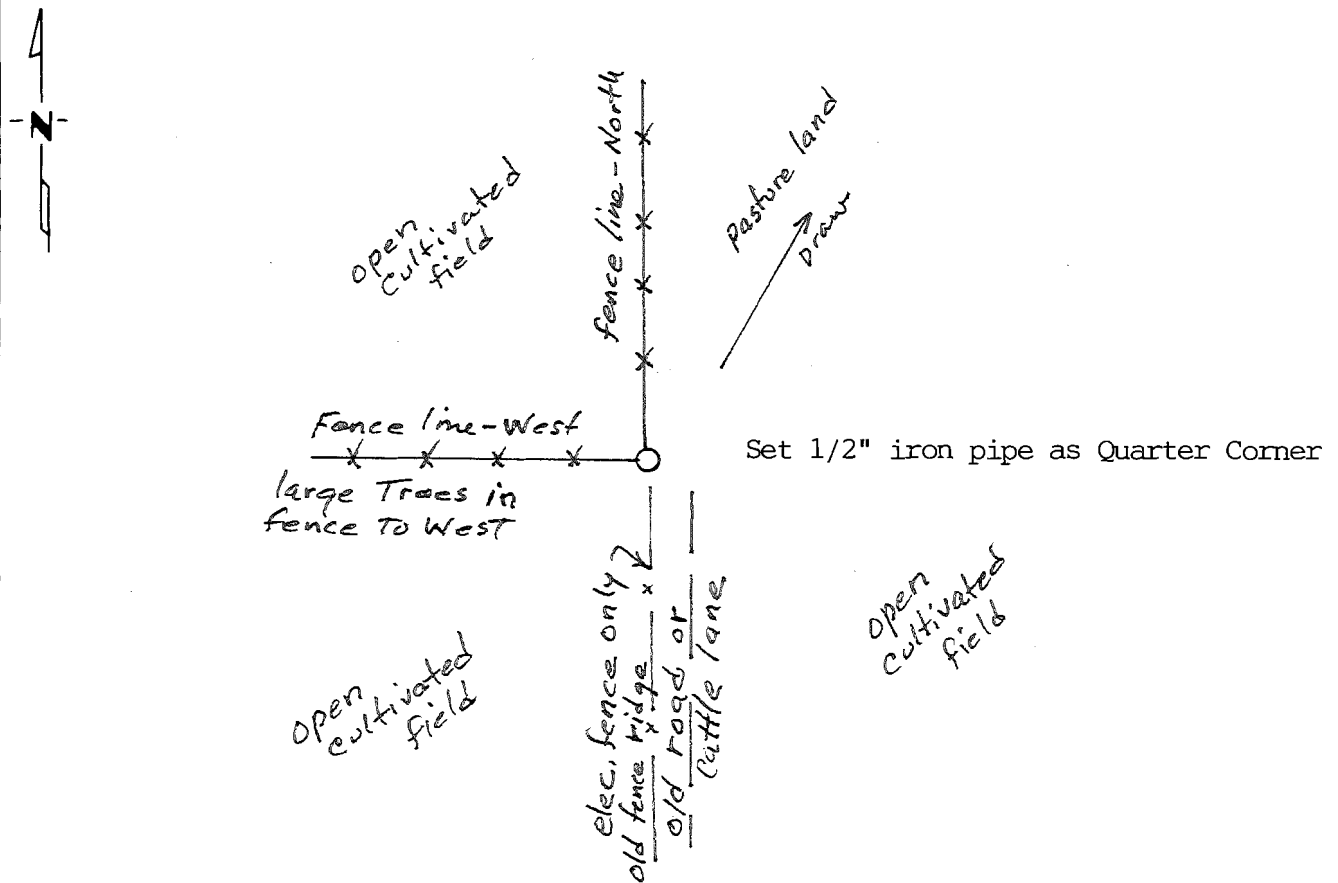 N
fence line-North
Pasture land
Draw
open
Cultivated
field
Fence line-West
large Trees in
fence To West
Set 1/2" iron pipe as Quarter Corner
elec. fence only
old fence ridge
old road or
Cattle lane
open
cultivated
field
open
cultivated
field